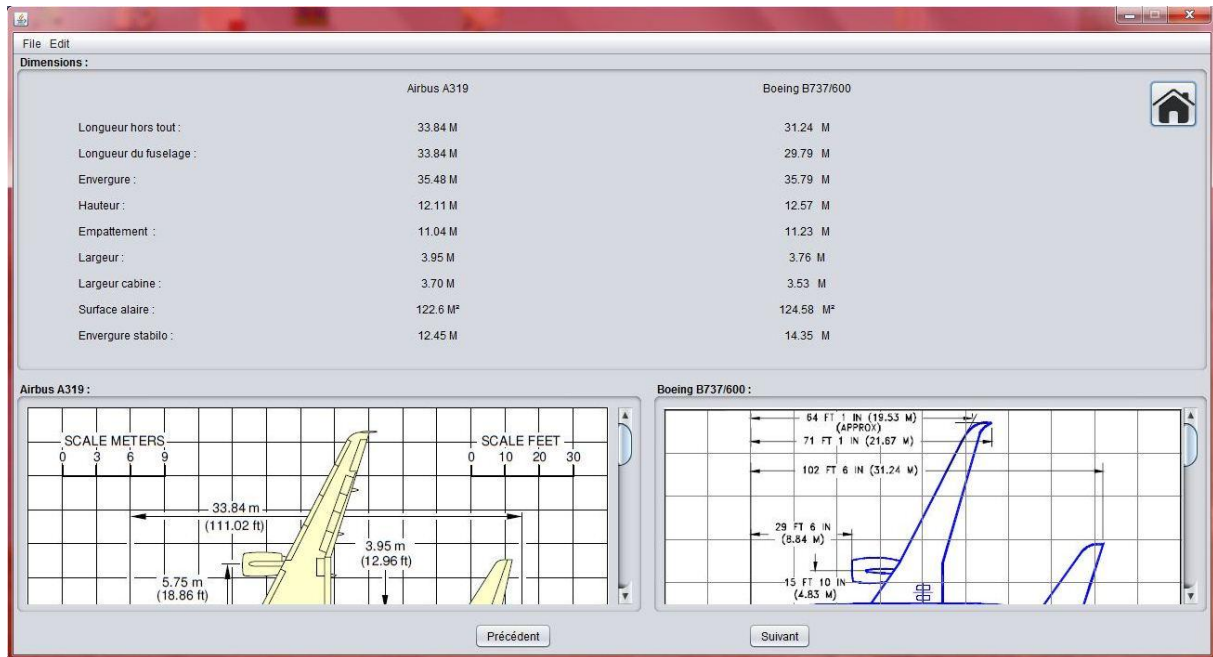 File Edit
Dimensions :
Airbus A319 Boeing B737/600
Longueur hors tout : 33.84 M 31.24 M
Longueur du fuselage : 33.84 M 29.79 M
Envergure : 35.48 M 35.79 M
Hauteur : 12.11 M 12.57 M
Empattement : 11.04 M 11.23 M
Largeur : 3.95 M 3.76 M
Largeur cabine : 3.70 M 3.53 M
Surface alaire : 122.6 M² 124.58 M²
Envergure stabilo : 12.45 M 14.35 M
Airbus A319 :
SCALE METERS
0 3 6 9
SCALE FEET
0 10 20 30
33.84 m
(111.02 ft)
3.95 m
(12.96 ft)
5.75 m
(18.86 ft)
Boeing B737/600 :
64 FT 1 IN (19.53 M)
(APPROX)
71 FT 1 IN (21.67 M)
102 FT 6 IN (31.24 M)
29 FT 6 IN
(8.84 M)
15 FT 10 IN
(4.83 M)
Précédent Suivant